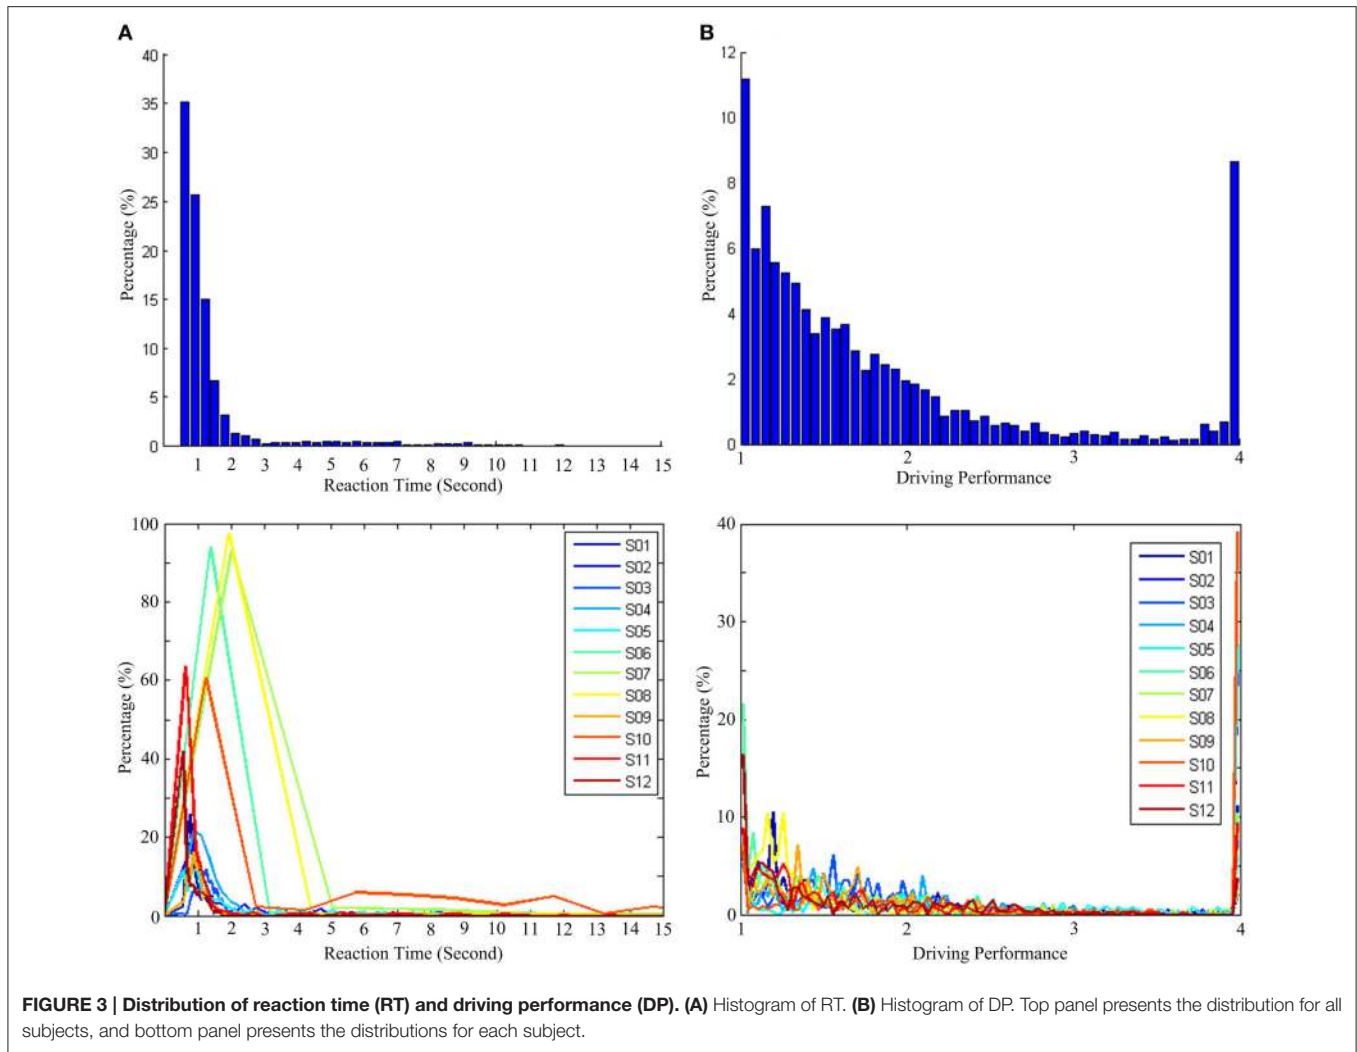 A
B
40
35
30
25
20
15
10
5
0
Percentage (%)
1 2 3 4 5 6 7 8 9 10 11 12 13 14 15
Reaction Time (Second)
12
10
8
6
4
2
0
Percentage (%)
1 2 3 4
Driving Performance
100
80
60
40
20
0
Percentage (%)
S01
S02
S03
S04
S05
S06
S07
S08
S09
S10
S11
S12
1 2 3 4 5 6 7 8 9 10 11 12 13 14 15
Reaction Time (Second)
40
30
20
10
0
Percentage (%)
S01
S02
S03
S04
S05
S06
S07
S08
S09
S10
S11
S12
1 2 3 4
Driving Performance
FIGURE 3 | Distribution of reaction time (RT) and driving performance (DP). (A) Histogram of RT. (B) Histogram of DP. Top panel presents the distribution for all
subjects, and bottom panel presents the distributions for each subject.